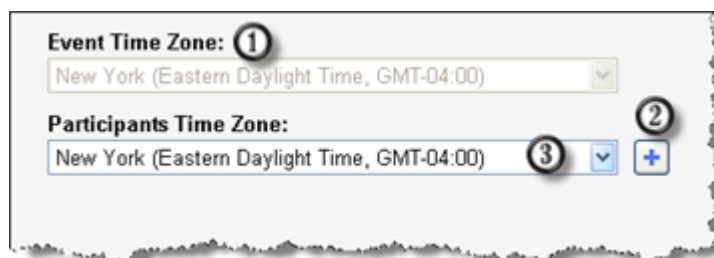 Event Time Zone: 1
New York (Eastern Daylight Time, GMT-04:00)
Participants Time Zone:
2
New York (Eastern Daylight Time, GMT-04:00) 3 +